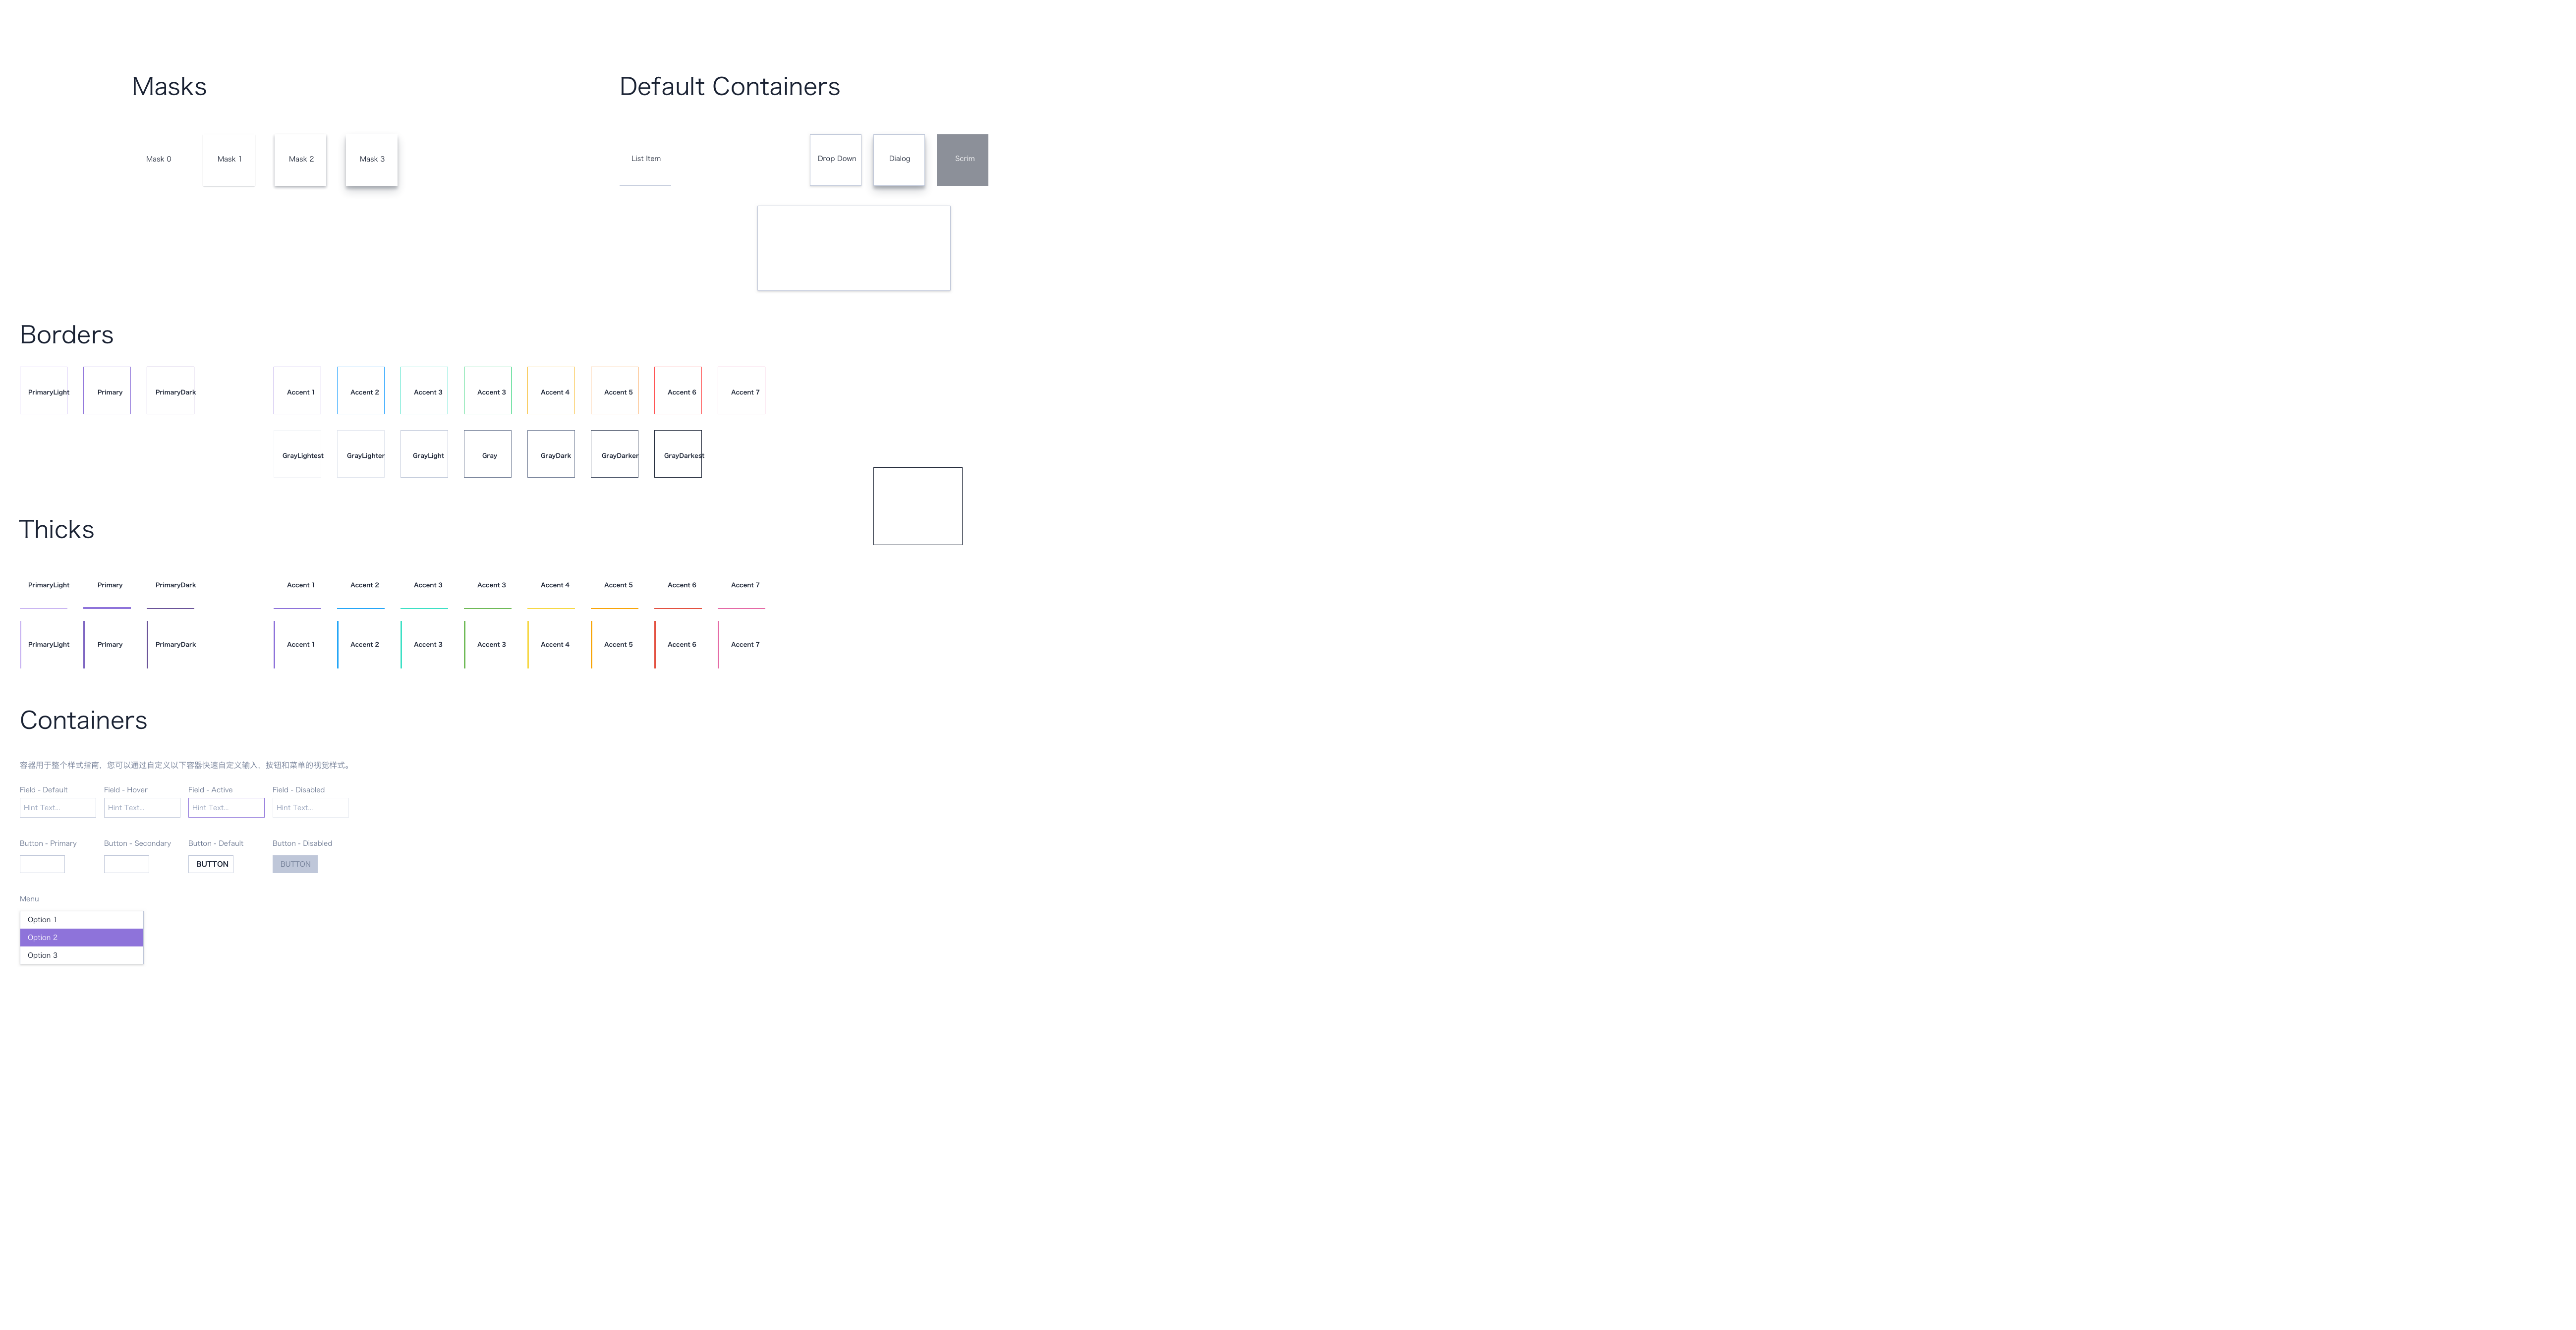 Masks
Default Containers
Mask 0
Mask 1
Mask 2
Mask 3
List Item
Drop Down
Dialog
Scrim
Borders
PrimaryLight
Primary
PrimaryDark
Accent 1
Accent 2
Accent 3
Accent 3
Accent 4
Accent 5
Accent 6
Accent 7
GrayLightest
GrayLighter
GrayLight
Gray
GrayDark
GrayDarker
GrayDarkest
Thicks
PrimaryLight
Primary
PrimaryDark
Accent 1
Accent 2
Accent 3
Accent 3
Accent 4
Accent 5
Accent 6
Accent 7
PrimaryLight
Primary
PrimaryDark
Accent 1
Accent 2
Accent 3
Accent 3
Accent 4
Accent 5
Accent 6
Accent 7
Containers
容器用于整个样式指南，您可以通过自定义以下容器快速自定义输入，按钮和菜单的视觉样式。
Field - Default
Field - Hover
Field - Active
Field - Disabled
Hint Text...
Hint Text...
Hint Text...
Hint Text...
Button - Primary
Button - Secondary
Button - Default
Button - Disabled
BUTTON
BUTTON
Menu
Option 1
Option 2
Option 3